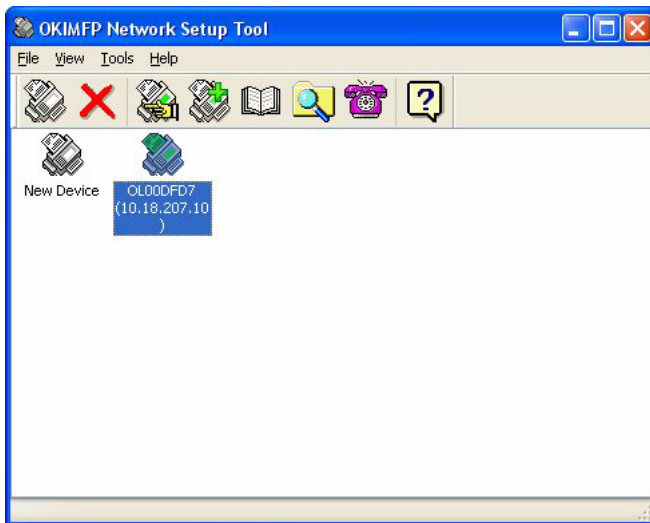 OKIMFP Network Setup Tool
File View Tools Help
New Device
OL00DFD7
(10.18.207.10
)